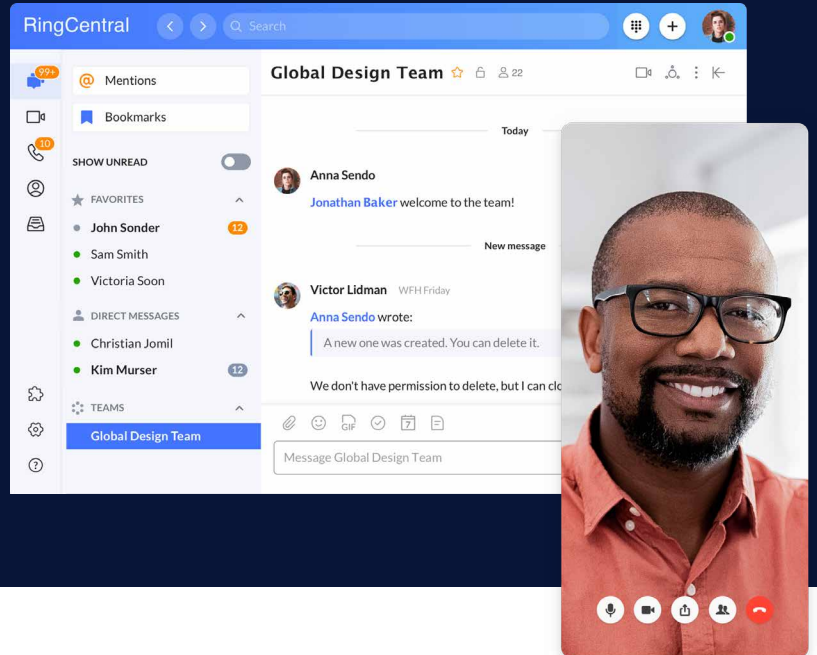 RingCentral
Search
99+
Mentions
Bookmarks
10
SHOW UNREAD
FAVORITES
John Sonder 12
Sam Smith
Victoria Soon
DIRECT MESSAGES
Christian Jomil
Kim Murser 12
TEAMS
Global Design Team
Global Design Team 22
Today
Anna Sendo
Jonathan Baker welcome to the team!
New message
Victor Lidman WFH Friday
Anna Sendo wrote:
A new one was created. You can delete it.
We don't have permission to delete, but I can clo
GIF 7
Message Global Design Team